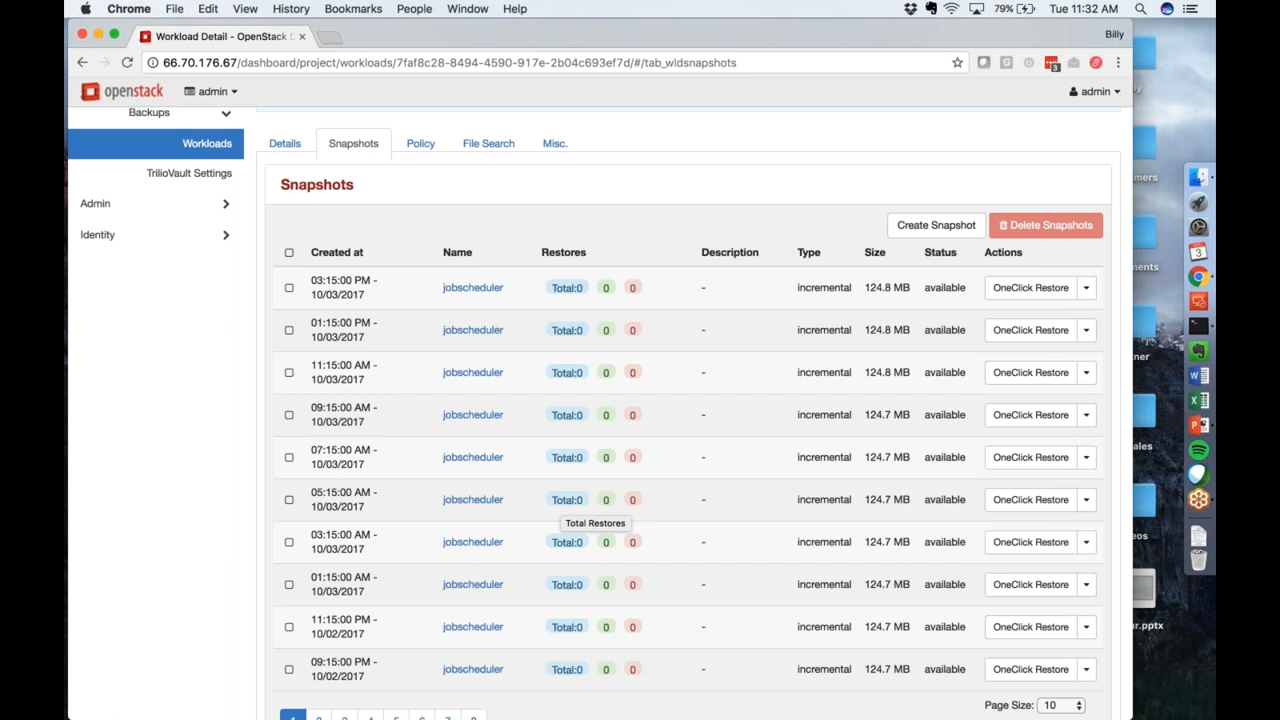 Chrome File Edit View History Bookmarks People Window Help 79% Tue 11:32 AM
Workload Detail - OpenStack D Billy
66.70.176.67/dashboard/project/workloads/7faf8c28-8494-4590-917e-2b04c693ef7d/#/tab_wldsnapshots
3
openstack admin admin
Backups
Workloads
TrilioVault Settings
Admin
Identity
Details Snapshots Policy File Search Misc.
Snapshots
Create Snapshot Delete Snapshots
Created at Name Restores Description Type Size Status Actions
03:15:00 PM -
10/03/2017 jobscheduler Total:0 0 0 - incremental 124.8 MB available OneClick Restore
01:15:00 PM -
10/03/2017 jobscheduler Total:0 0 0 - incremental 124.8 MB available OneClick Restore
11:15:00 AM -
10/03/2017 jobscheduler Total:0 0 0 - incremental 124.8 MB available OneClick Restore
09:15:00 AM -
10/03/2017 jobscheduler Total:0 0 0 - incremental 124.7 MB available OneClick Restore
07:15:00 AM -
10/03/2017 jobscheduler Total:0 0 0 - incremental 124.7 MB available OneClick Restore
05:15:00 AM -
10/03/2017 jobscheduler Total:0 0 0 - incremental 124.7 MB available OneClick Restore
Total Restores
03:15:00 AM -
10/03/2017 jobscheduler Total:0 0 0 - incremental 124.7 MB available OneClick Restore
01:15:00 AM -
10/03/2017 jobscheduler Total:0 0 0 - incremental 124.7 MB available OneClick Restore
11:15:00 PM -
10/02/2017 jobscheduler Total:0 0 0 - incremental 124.7 MB available OneClick Restore
09:15:00 PM -
10/02/2017 jobscheduler Total:0 0 0 - incremental 124.7 MB available OneClick Restore
Page Size: 10
mers
3
ents
ner
ales
eos
r.pptx